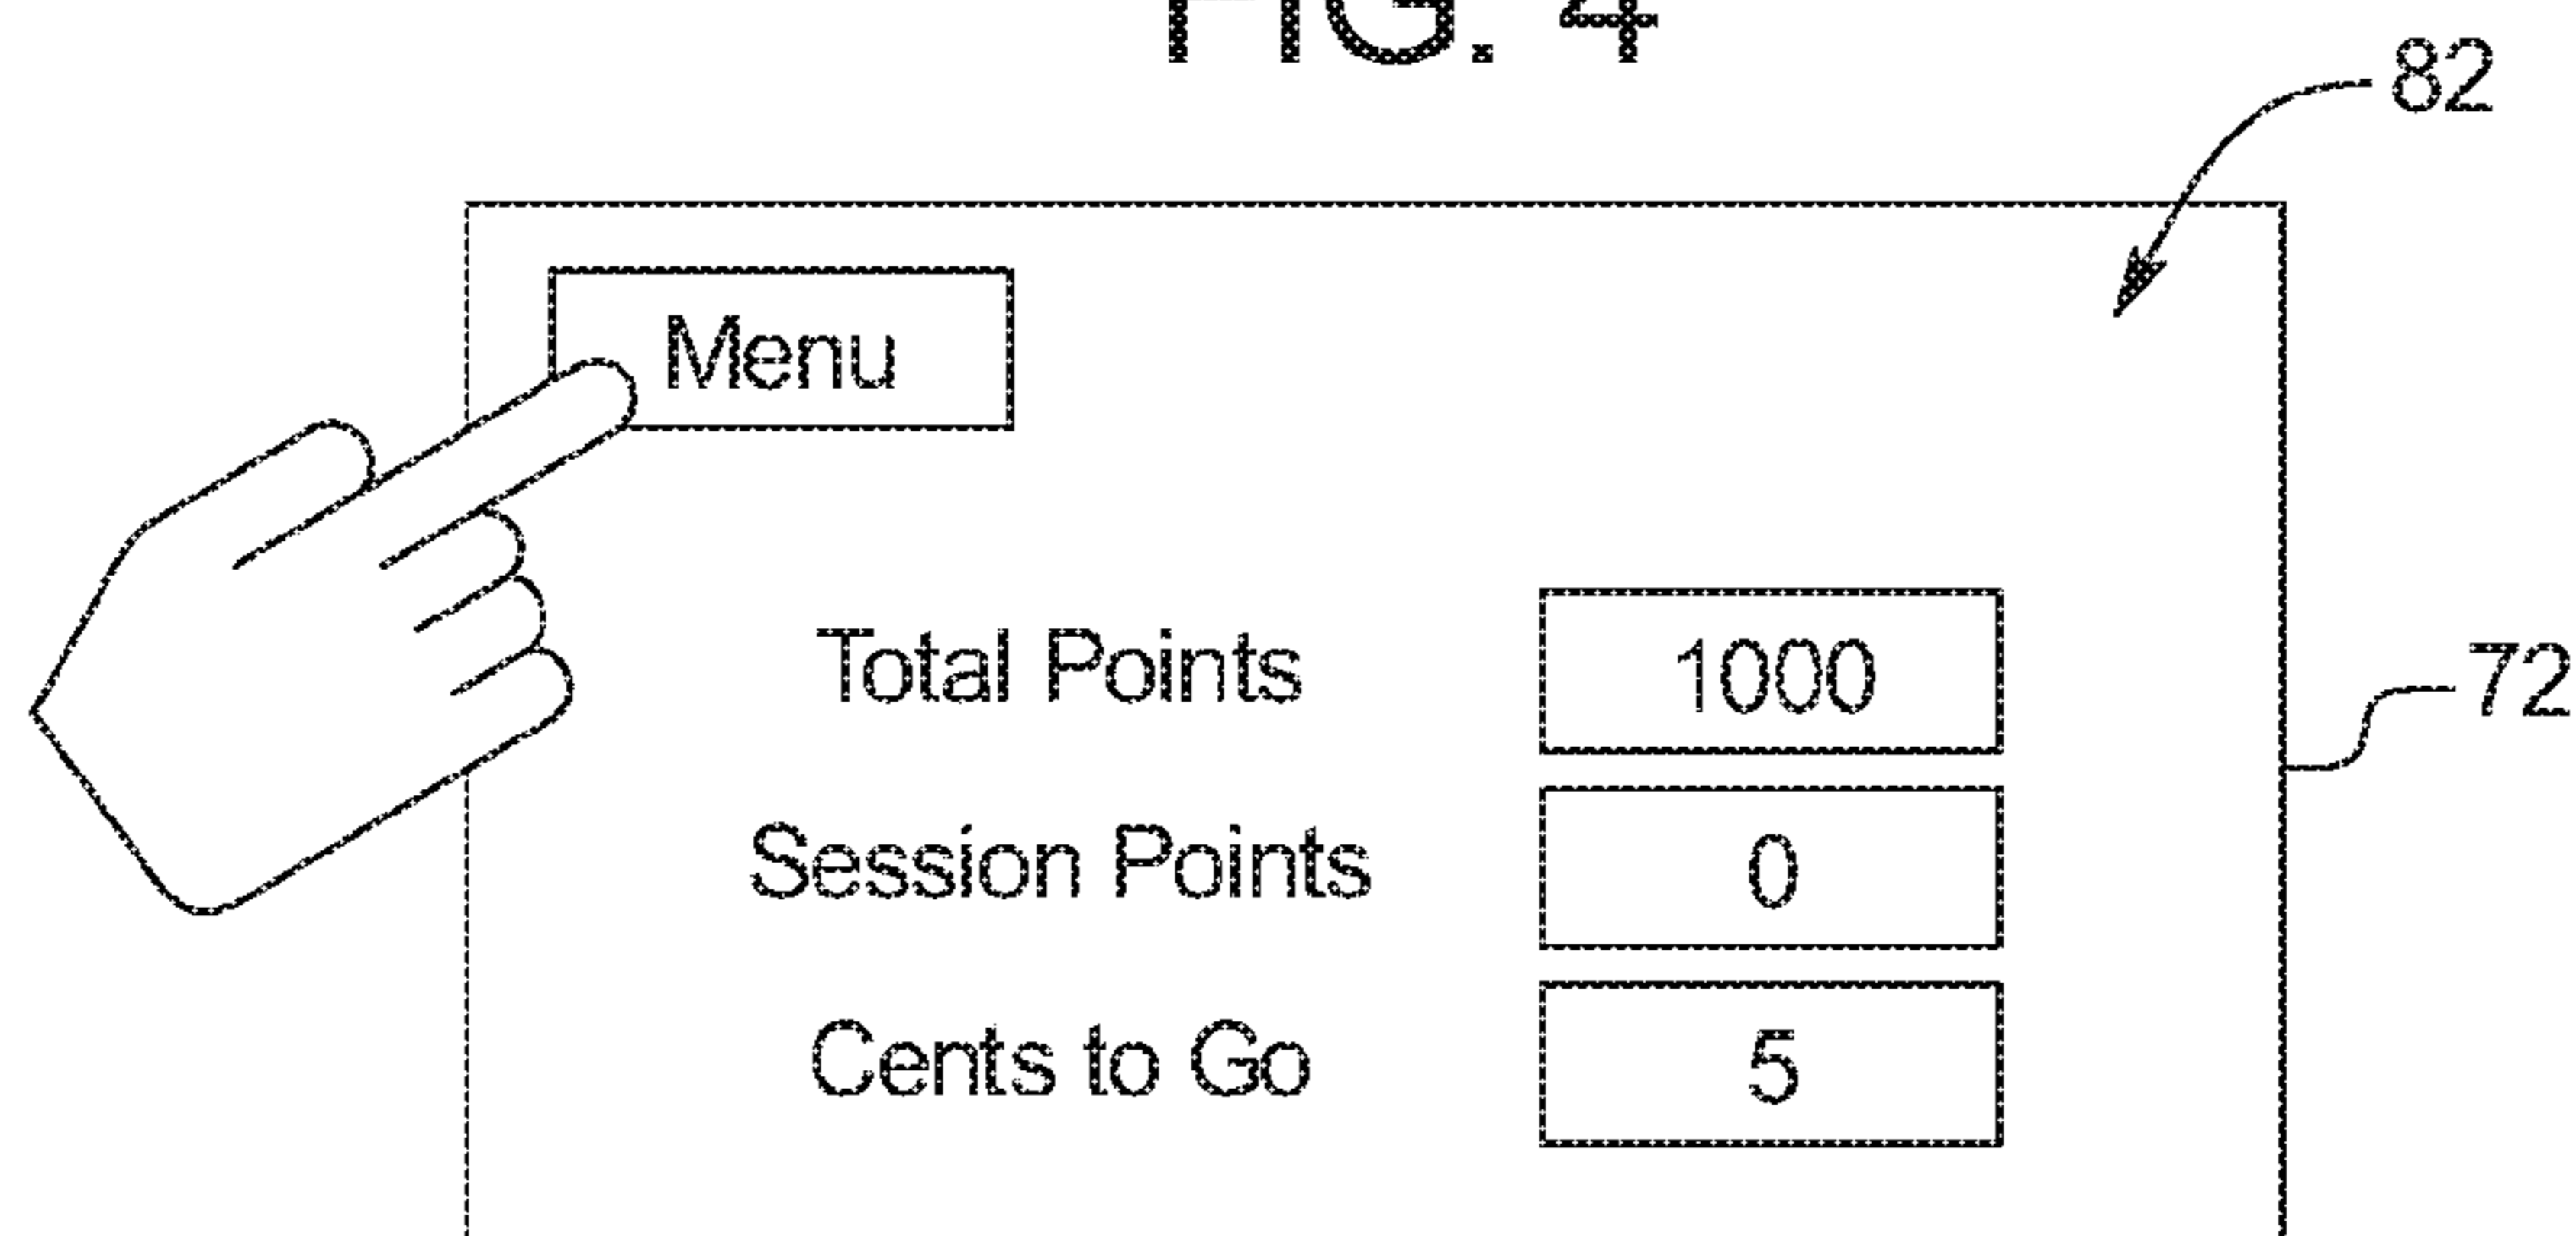 FIG. 4
82
Menu
Total Points 1000
72
Session Points 0
Cents to Go 5